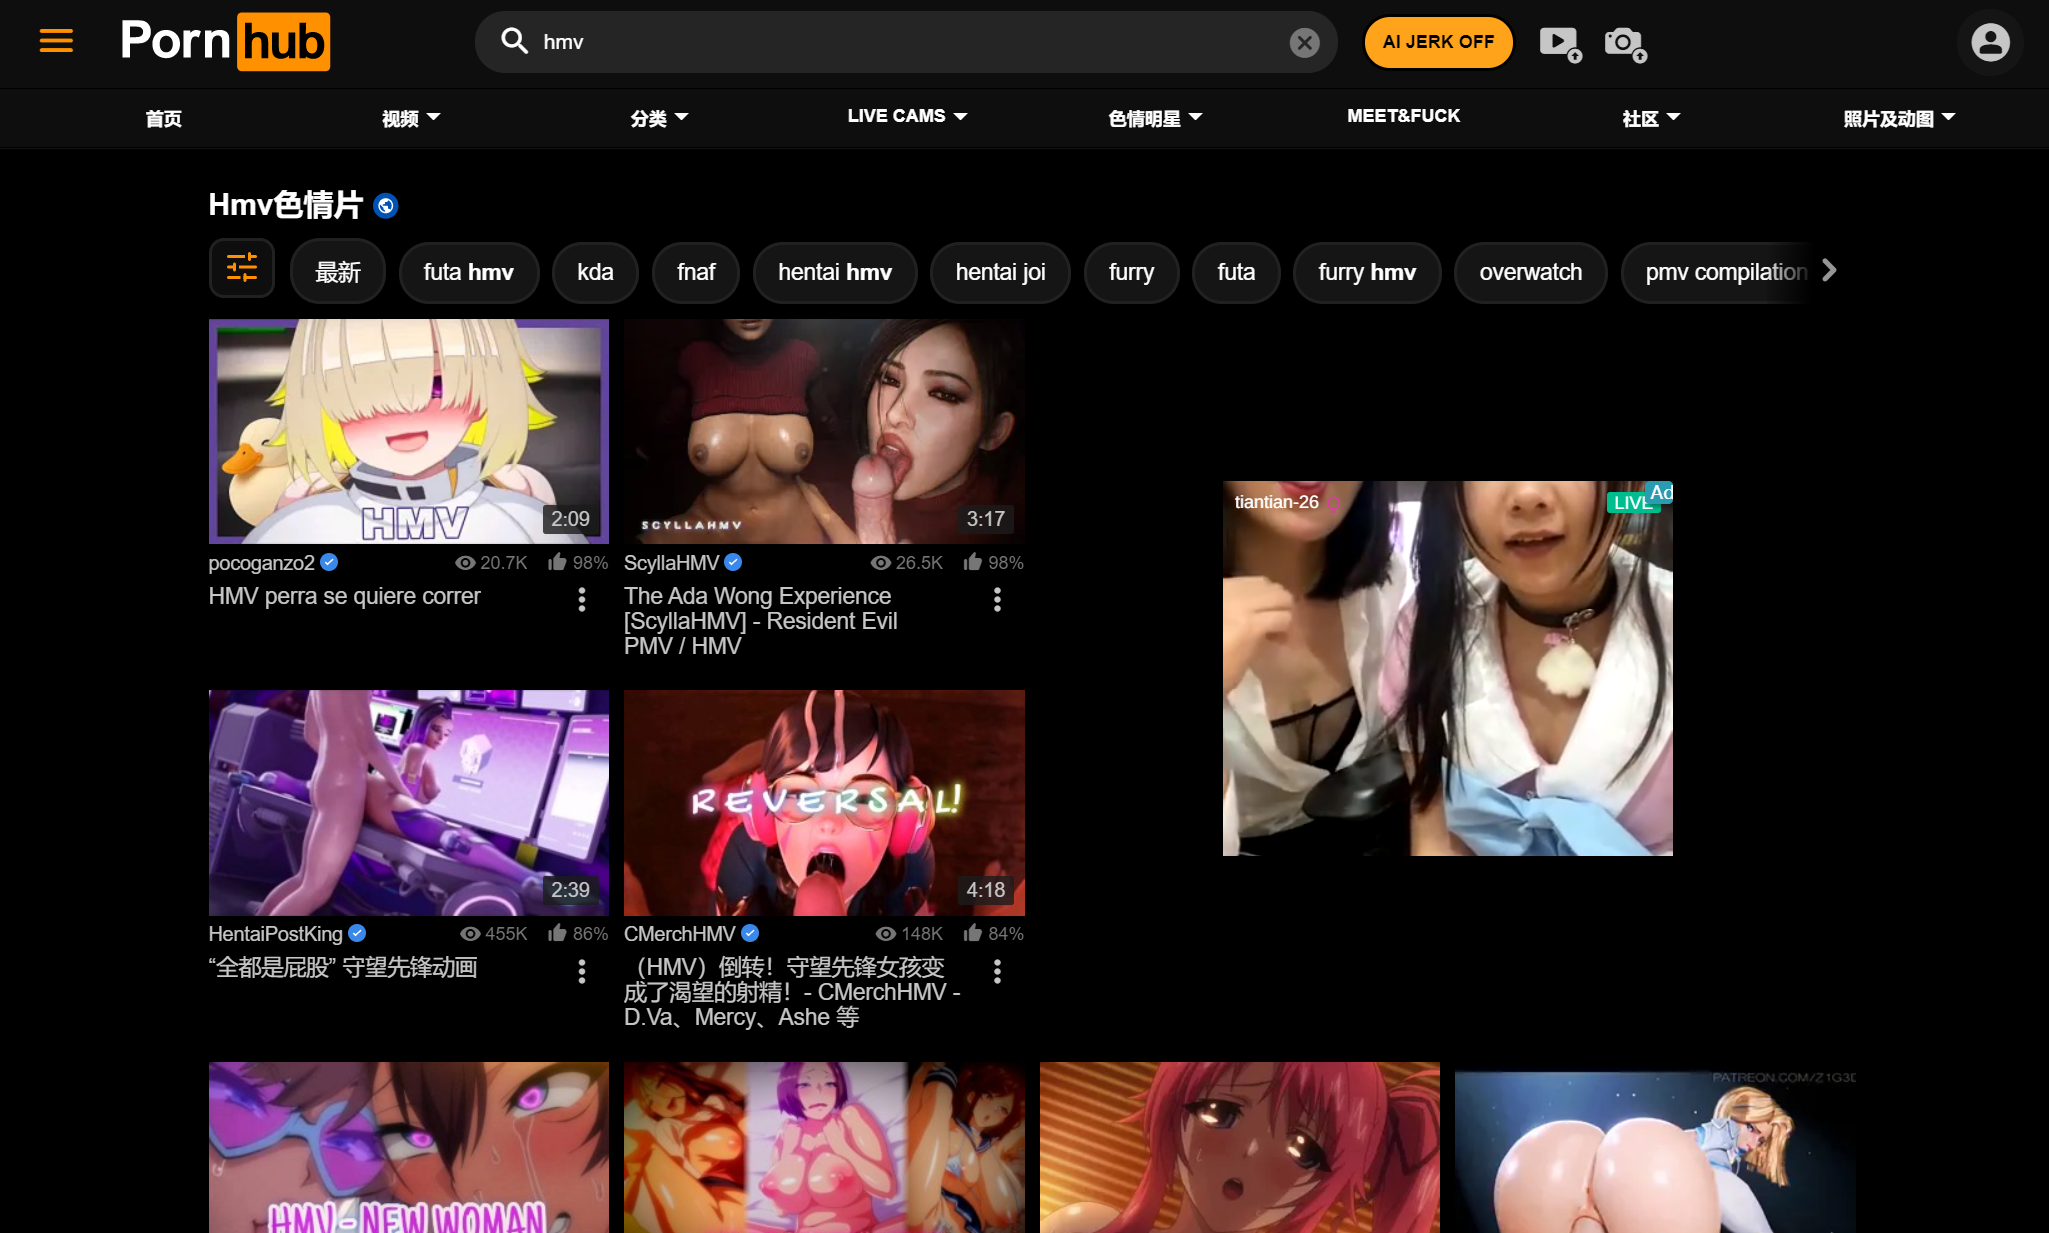 Pornhub
hmv
AI JERK OFF
首页
视频
分类
LIVE CAMS
色情明星
MEET&FUCK
社区
照片及动图
Hmv色情片
最新
futa hmv
kda
fnaf
hentai hmv
hentai joi
furry
futa
furry hmv
overwatch
pmv compilation
HMV
2:09
SCYLLAHMV
3:17
tiantian-26
LIVE
Ad
pocoganzo2
20.7K
98%
HMV perra se quiere correr
ScyllaHMV
26.5K
98%
The Ada Wong Experience
[ScyllaHMV] - Resident Evil
PMV / HMV
2:39
REVERSAL!
4:18
HentaiPostKing
455K
86%
“全都是屁股” 守望先锋动画
CMerchHMV
148K
84%
（HMV）倒转！守望先锋女孩变
成了渴望的射精！- CMerchHMV -
D.Va、Mercy、Ashe 等
HMV - NEW WOMAN
PATREON.COM/Z1G3D